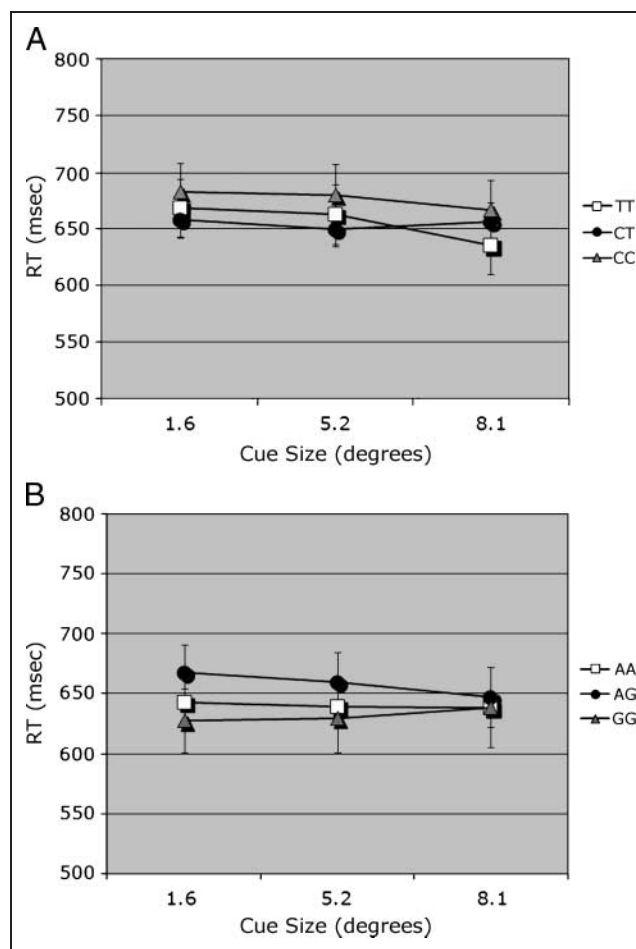 A
800
750
700
650
600
550
500
RT (msec)
TT
CT
CC
1.6 5.2 8.1
Cue Size (degrees)
B
800
750
700
650
600
550
500
RT (msec)
AA
AG
GG
1.6 5.2 8.1
Cue Size (degrees)